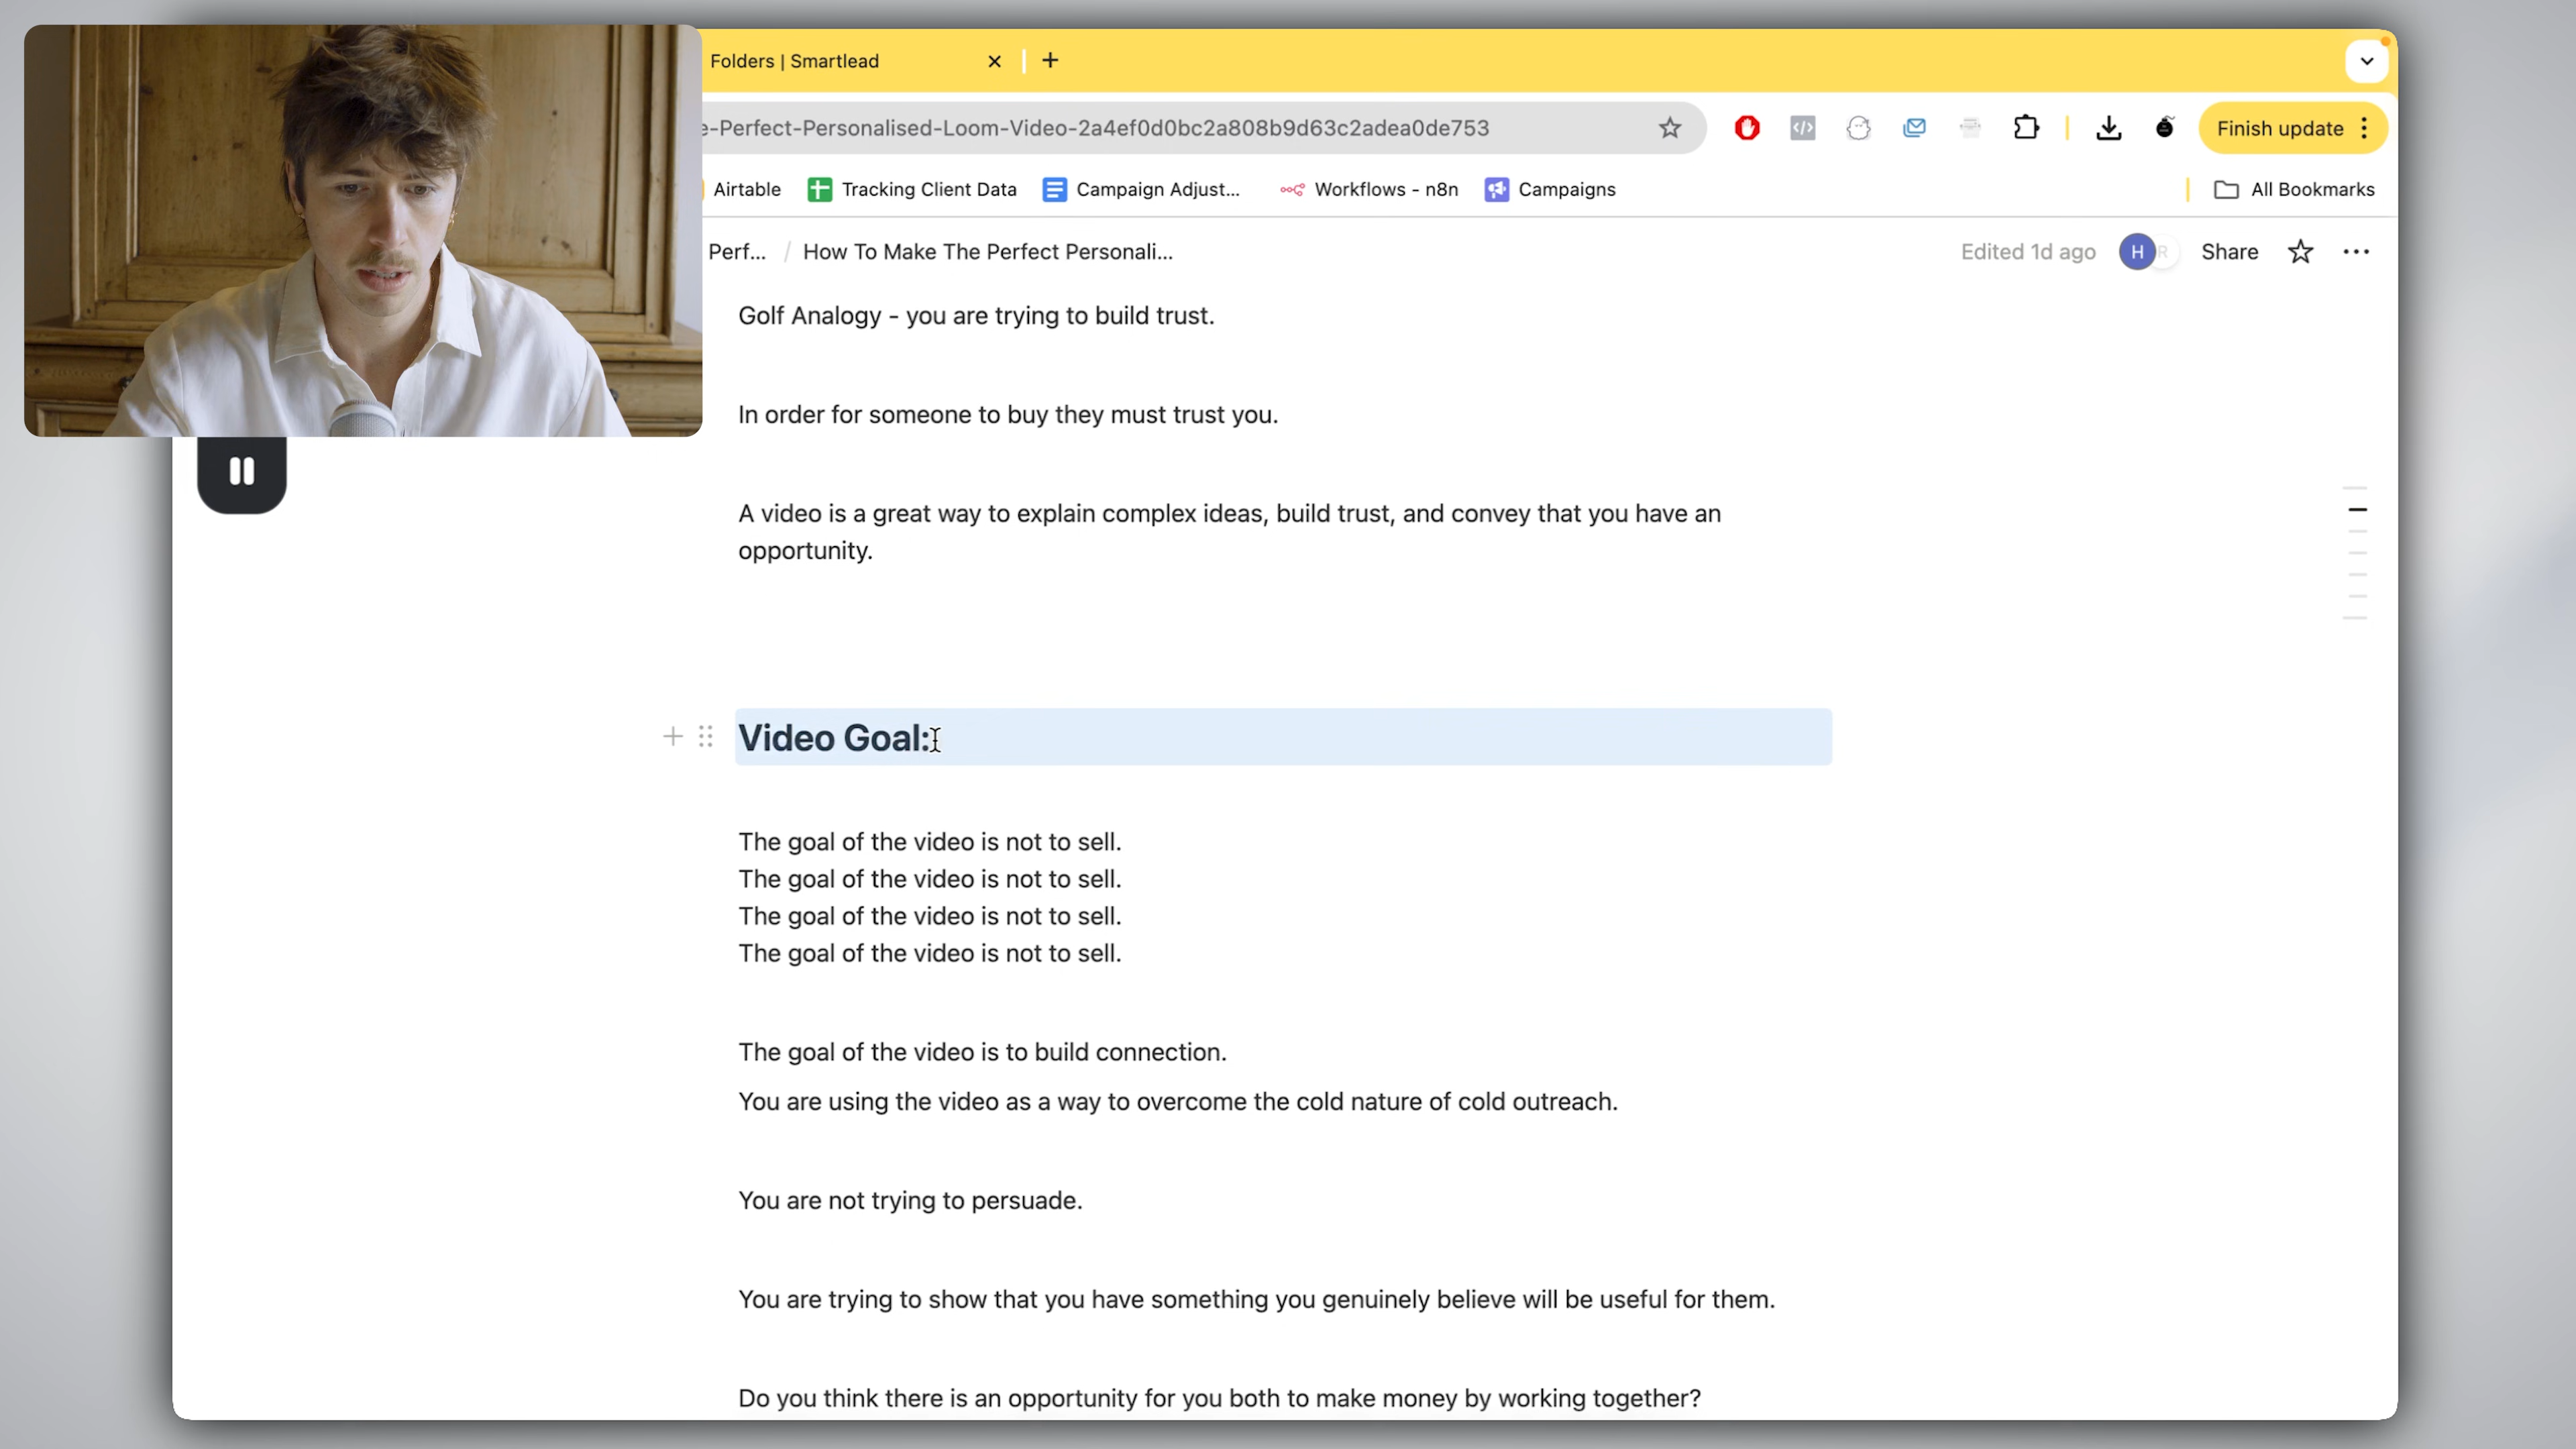 Folders | Smartlead
e-Perfect-Personalised-Loom-Video-2a4ef0d0bc2a808b9d63c2adea0de753
Finish update
Airtable
Tracking Client Data
Campaign Adjust...
Workflows - n8n
Campaigns
All Bookmarks
Perf... / How To Make The Perfect Personali...
Edited 1d ago
H
R
Share
Golf Analogy - you are trying to build trust.
In order for someone to buy they must trust you.
A video is a great way to explain complex ideas, build trust, and convey that you have an
opportunity.
Video Goal:
The goal of the video is not to sell.
The goal of the video is not to sell.
The goal of the video is not to sell.
The goal of the video is not to sell.
The goal of the video is to build connection.
You are using the video as a way to overcome the cold nature of cold outreach.
You are not trying to persuade.
You are trying to show that you have something you genuinely believe will be useful for them.
Do you think there is an opportunity for you both to make money by working together?